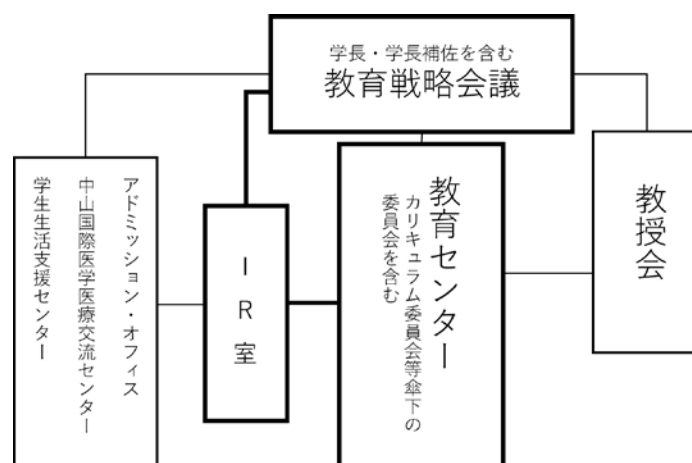 学長・学長補佐を含む
教育戦略会議
アドミッション・オフィス
中山国際医学医療交流センター
学生生活支援センター
IR室
教育センター
カリキュラム委員会等傘下の
委員会を含む
教授会